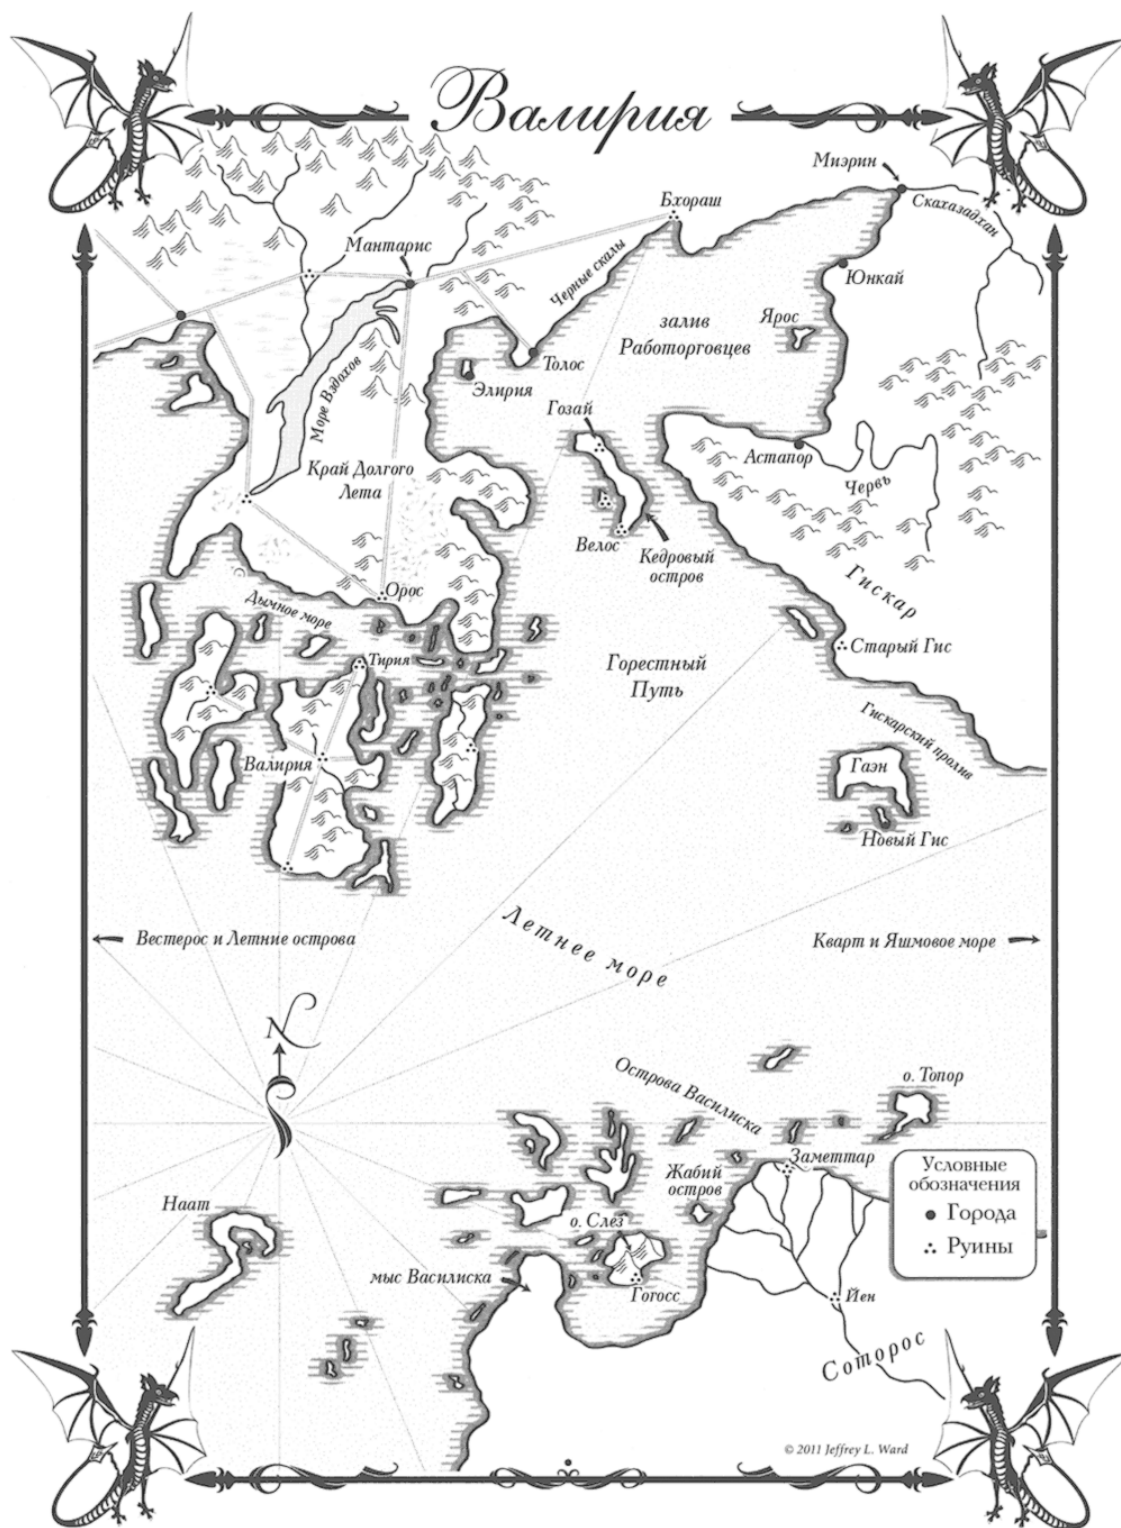 Валирия
Миэрин
Скахазадхан
Бхораш
Мантарис
Черные скалы
Юнкай
Ярос
залив
Работорговцев
Толос
Элирия
Море Вздохов
Гозай
Астапор
Край Долгого
Лета
Червь
Велос
Кедровый
остров
Гискар
Орос
Дымное море
Старый Гис
Тирия
Горестный
Путь
Гискарский пролив
Валирия
Гаэн
Новый Гис
Летнее море
Вестерос и Летние острова
Кварт и Яшмовое море
N
Острова Василиска
о. Топор
Заметтар
Жабий
остров
Условные
обозначения
Города
Руины
Наат
о. Слез
мыс Василиска
Гогосс
Йен
Соторос
© 2011 Jeffrey L. Ward